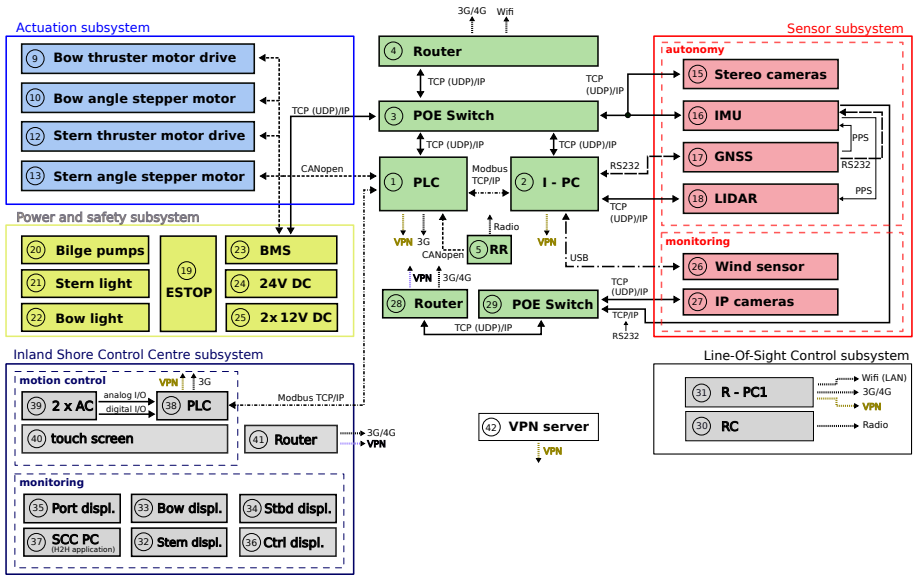 Actuation subsystem
9 Bow thruster motor drive
10 Bow angle stepper motor
12 Stern thruster motor drive
13 Stern angle stepper motor
TCP (UDP)/IP
CANopen
3G/4G
Wifi
4 Router
TCP (UDP)/IP
3 POE Switch
TCP (UDP)/IP
TCP (UDP)/IP
1 PLC
Modbus
TCP/IP
2 I - PC
VPN
3G
Radio
VPN
CANopen
5 RR
USB
RS232
TCP
(UDP)/IP
TCP
(UDP)/IP
Sensor subsystem
autonomy
15 Stereo cameras
16 IMU
PPS
17 GNSS
RS232
PPS
18 LIDAR
monitoring
26 Wind sensor
27 IP cameras
TCP
(UDP)/IP
TCP/IP
RS232
Power and safety subsystem
20 Bilge pumps
21 Stern light
22 Bow light
19
ESTOP
23 BMS
24 24V DC
25 2x12V DC
VPN
3G/4G
28 Router
29 POE Switch
TCP (UDP)/IP
Inland Shore Control Centre subsystem
motion control
VPN
3G
39 2 x AC
analog I/O
digital I/O
38 PLC
Modbus TCP/IP
40 touch screen
41 Router
3G/4G
VPN
monitoring
35 Port displ.
33 Bow displ.
34 Stbd displ.
37 SCC PC
(H2H application)
32 Stern displ.
36 Ctrl displ.
42 VPN server
VPN
Line-Of-Sight Control subsystem
31 R - PC1
Wifi (LAN)
3G/4G
VPN
30 RC
Radio